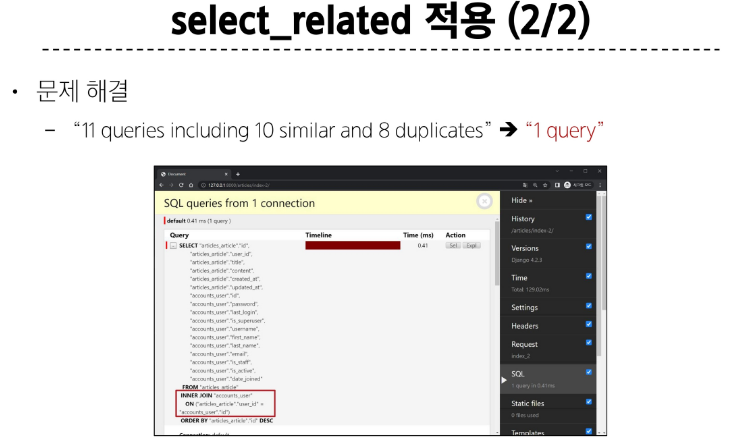 select_related 적용 (2/2)
• 문제 해결
– “11 queries including 10 similar and 8 duplicates” ➔ “1 query”
Document
127.0.0.1:8000/articles/index-2/
SQL queries from 1 connection
default 0.41 ms (1 query )
Query Timeline Time (ms) Action
SELECT "articles_article"."id", 0.41 Sel Expl
"articles_article"."user_id",
"articles_article"."title",
"articles_article"."content",
"articles_article"."created_at",
"articles_article"."updated_at",
"accounts_user"."id",
"accounts_user"."password",
"accounts_user"."last_login",
"accounts_user"."is_superuser",
"accounts_user"."username",
"accounts_user"."first_name",
"accounts_user"."last_name",
"accounts_user"."email",
"accounts_user"."is_staff",
"accounts_user"."is_active",
"accounts_user"."date_joined"
FROM "articles_article"
INNER JOIN "accounts_user"
ON ("articles_article"."user_id" =
"accounts_user"."id")
ORDER BY "articles_article"."id" DESC
Connection: default
Hide »
History
/articles/index-2/
Versions
Django 4.2.3
Time
Total: 129.02ms
Settings
Headers
Request
index_2
SQL
1 query in 0.41ms
Static files
0 files used
Templates